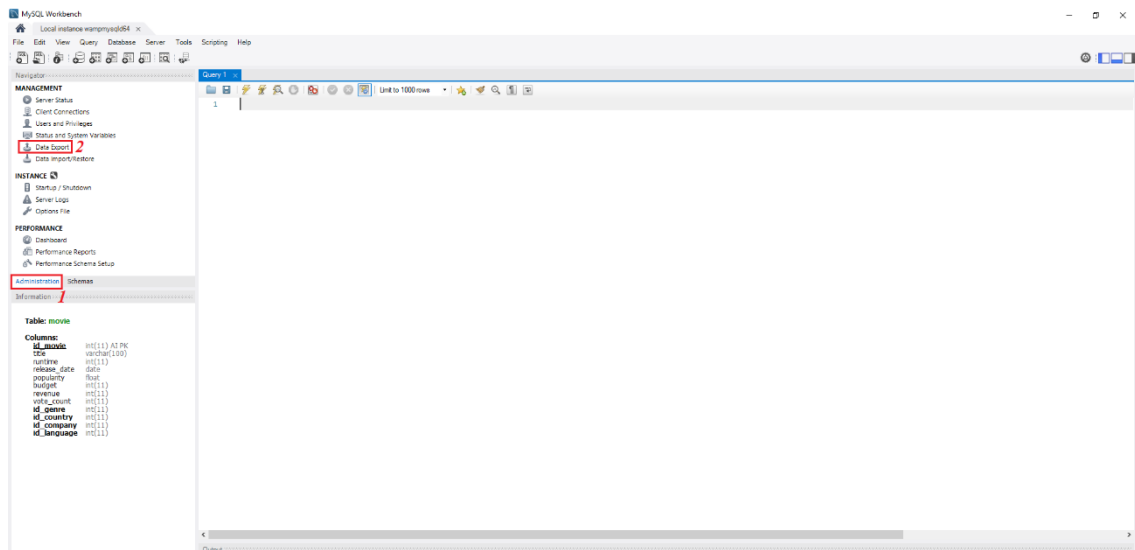 MySQL Workbench
Local instance wampmysqld64
File Edit View Query Database Server Tools Scripting Help
Navigator
Query 1
MANAGEMENT
Server Status
Client Connections
Users and Privileges
Status and System Variables
Data Export 2
Data Import/Restore
INSTANCE
Startup / Shutdown
Server Logs
Options File
PERFORMANCE
Dashboard
Performance Reports
Performance Schema Setup
Administration Schemas
1
Information
Table: movie
Columns:
id_movie int(11) AI PK
title varchar(100)
runtime int(11)
release_date date
popularity float
budget int(11)
revenue int(11)
vote_count int(11)
id_genre int(11)
id_country int(11)
id_company int(11)
id_language int(11)
Limit to 1000 rows
1
Output